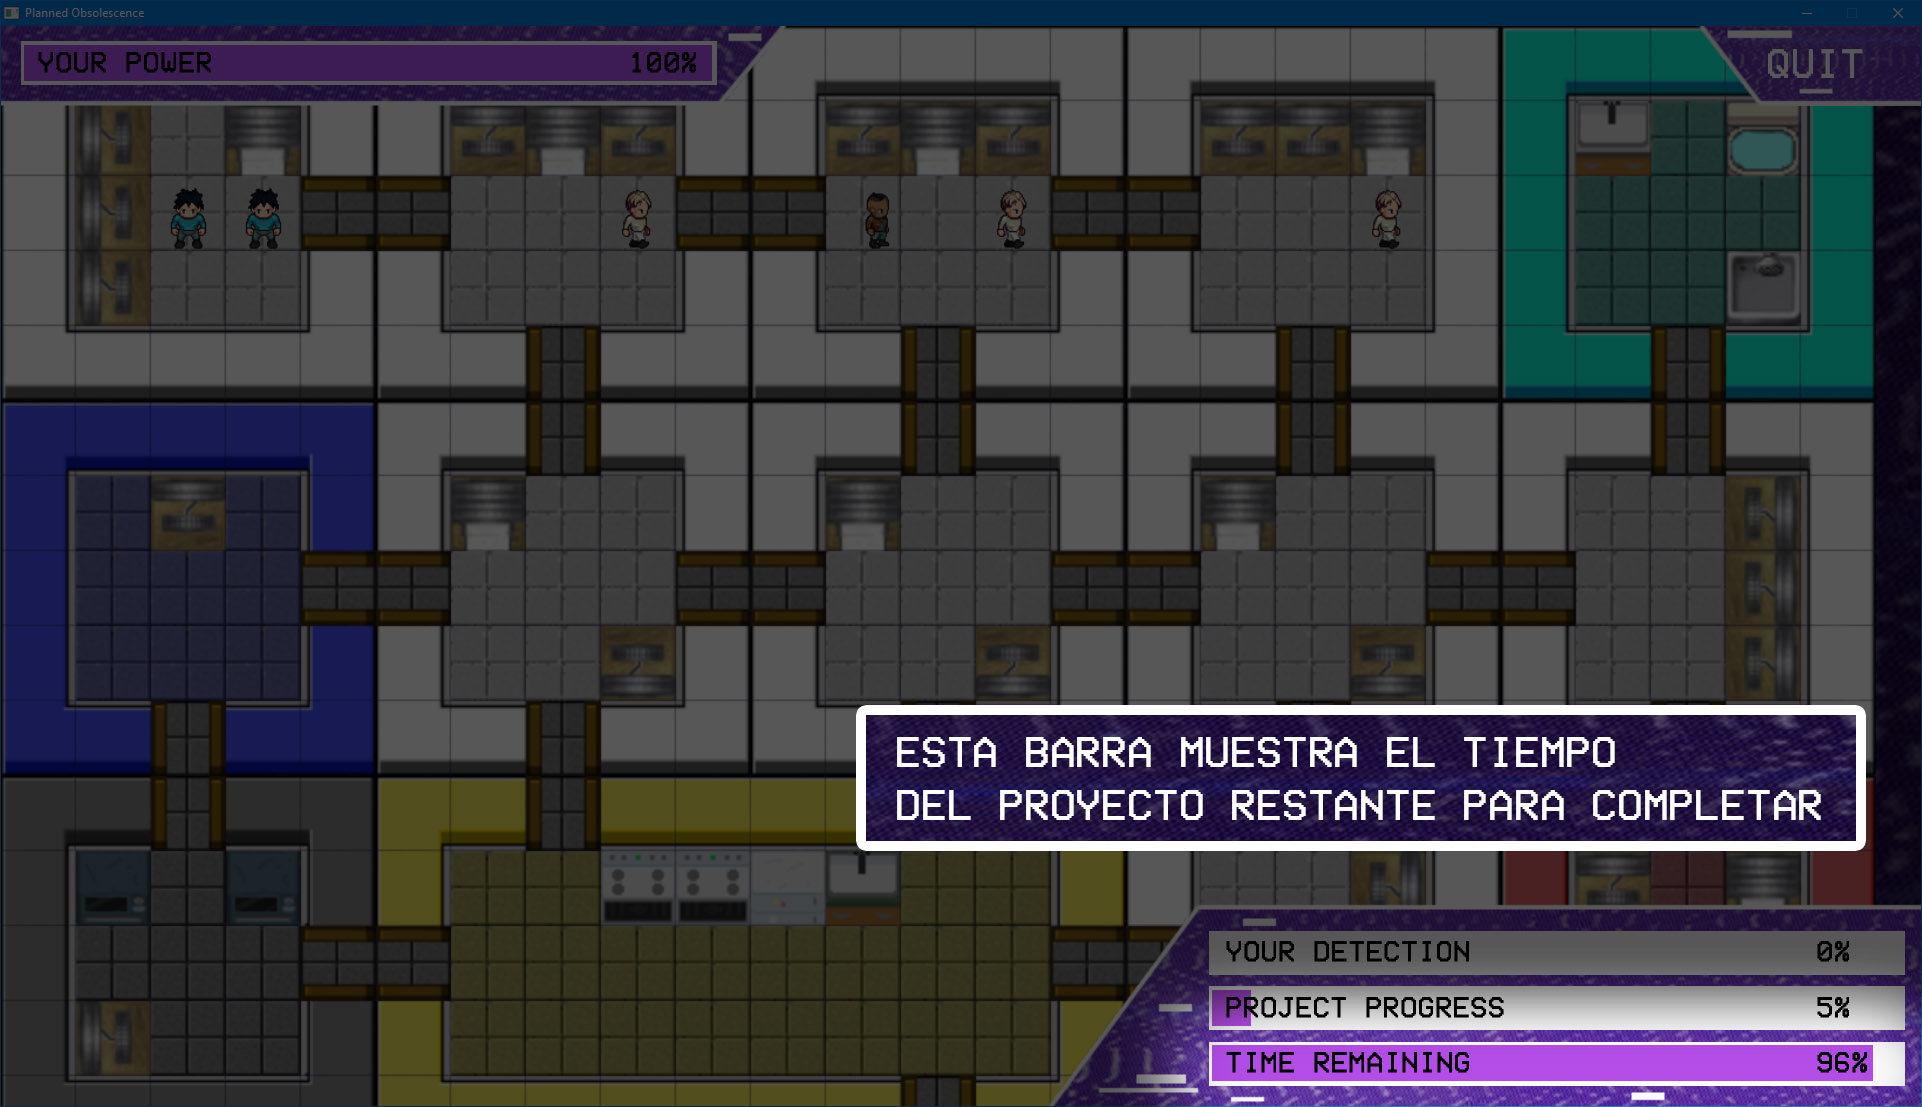 Planned Obsolescence
YOUR POWER 100%
QUIT
ESTA BARRA MUESTRA EL TIEMPO
DEL PROYECTO RESTANTE PARA COMPLETAR
YOUR DETECTION 0%
PROJECT PROGRESS 5%
TIME REMAINING 96%